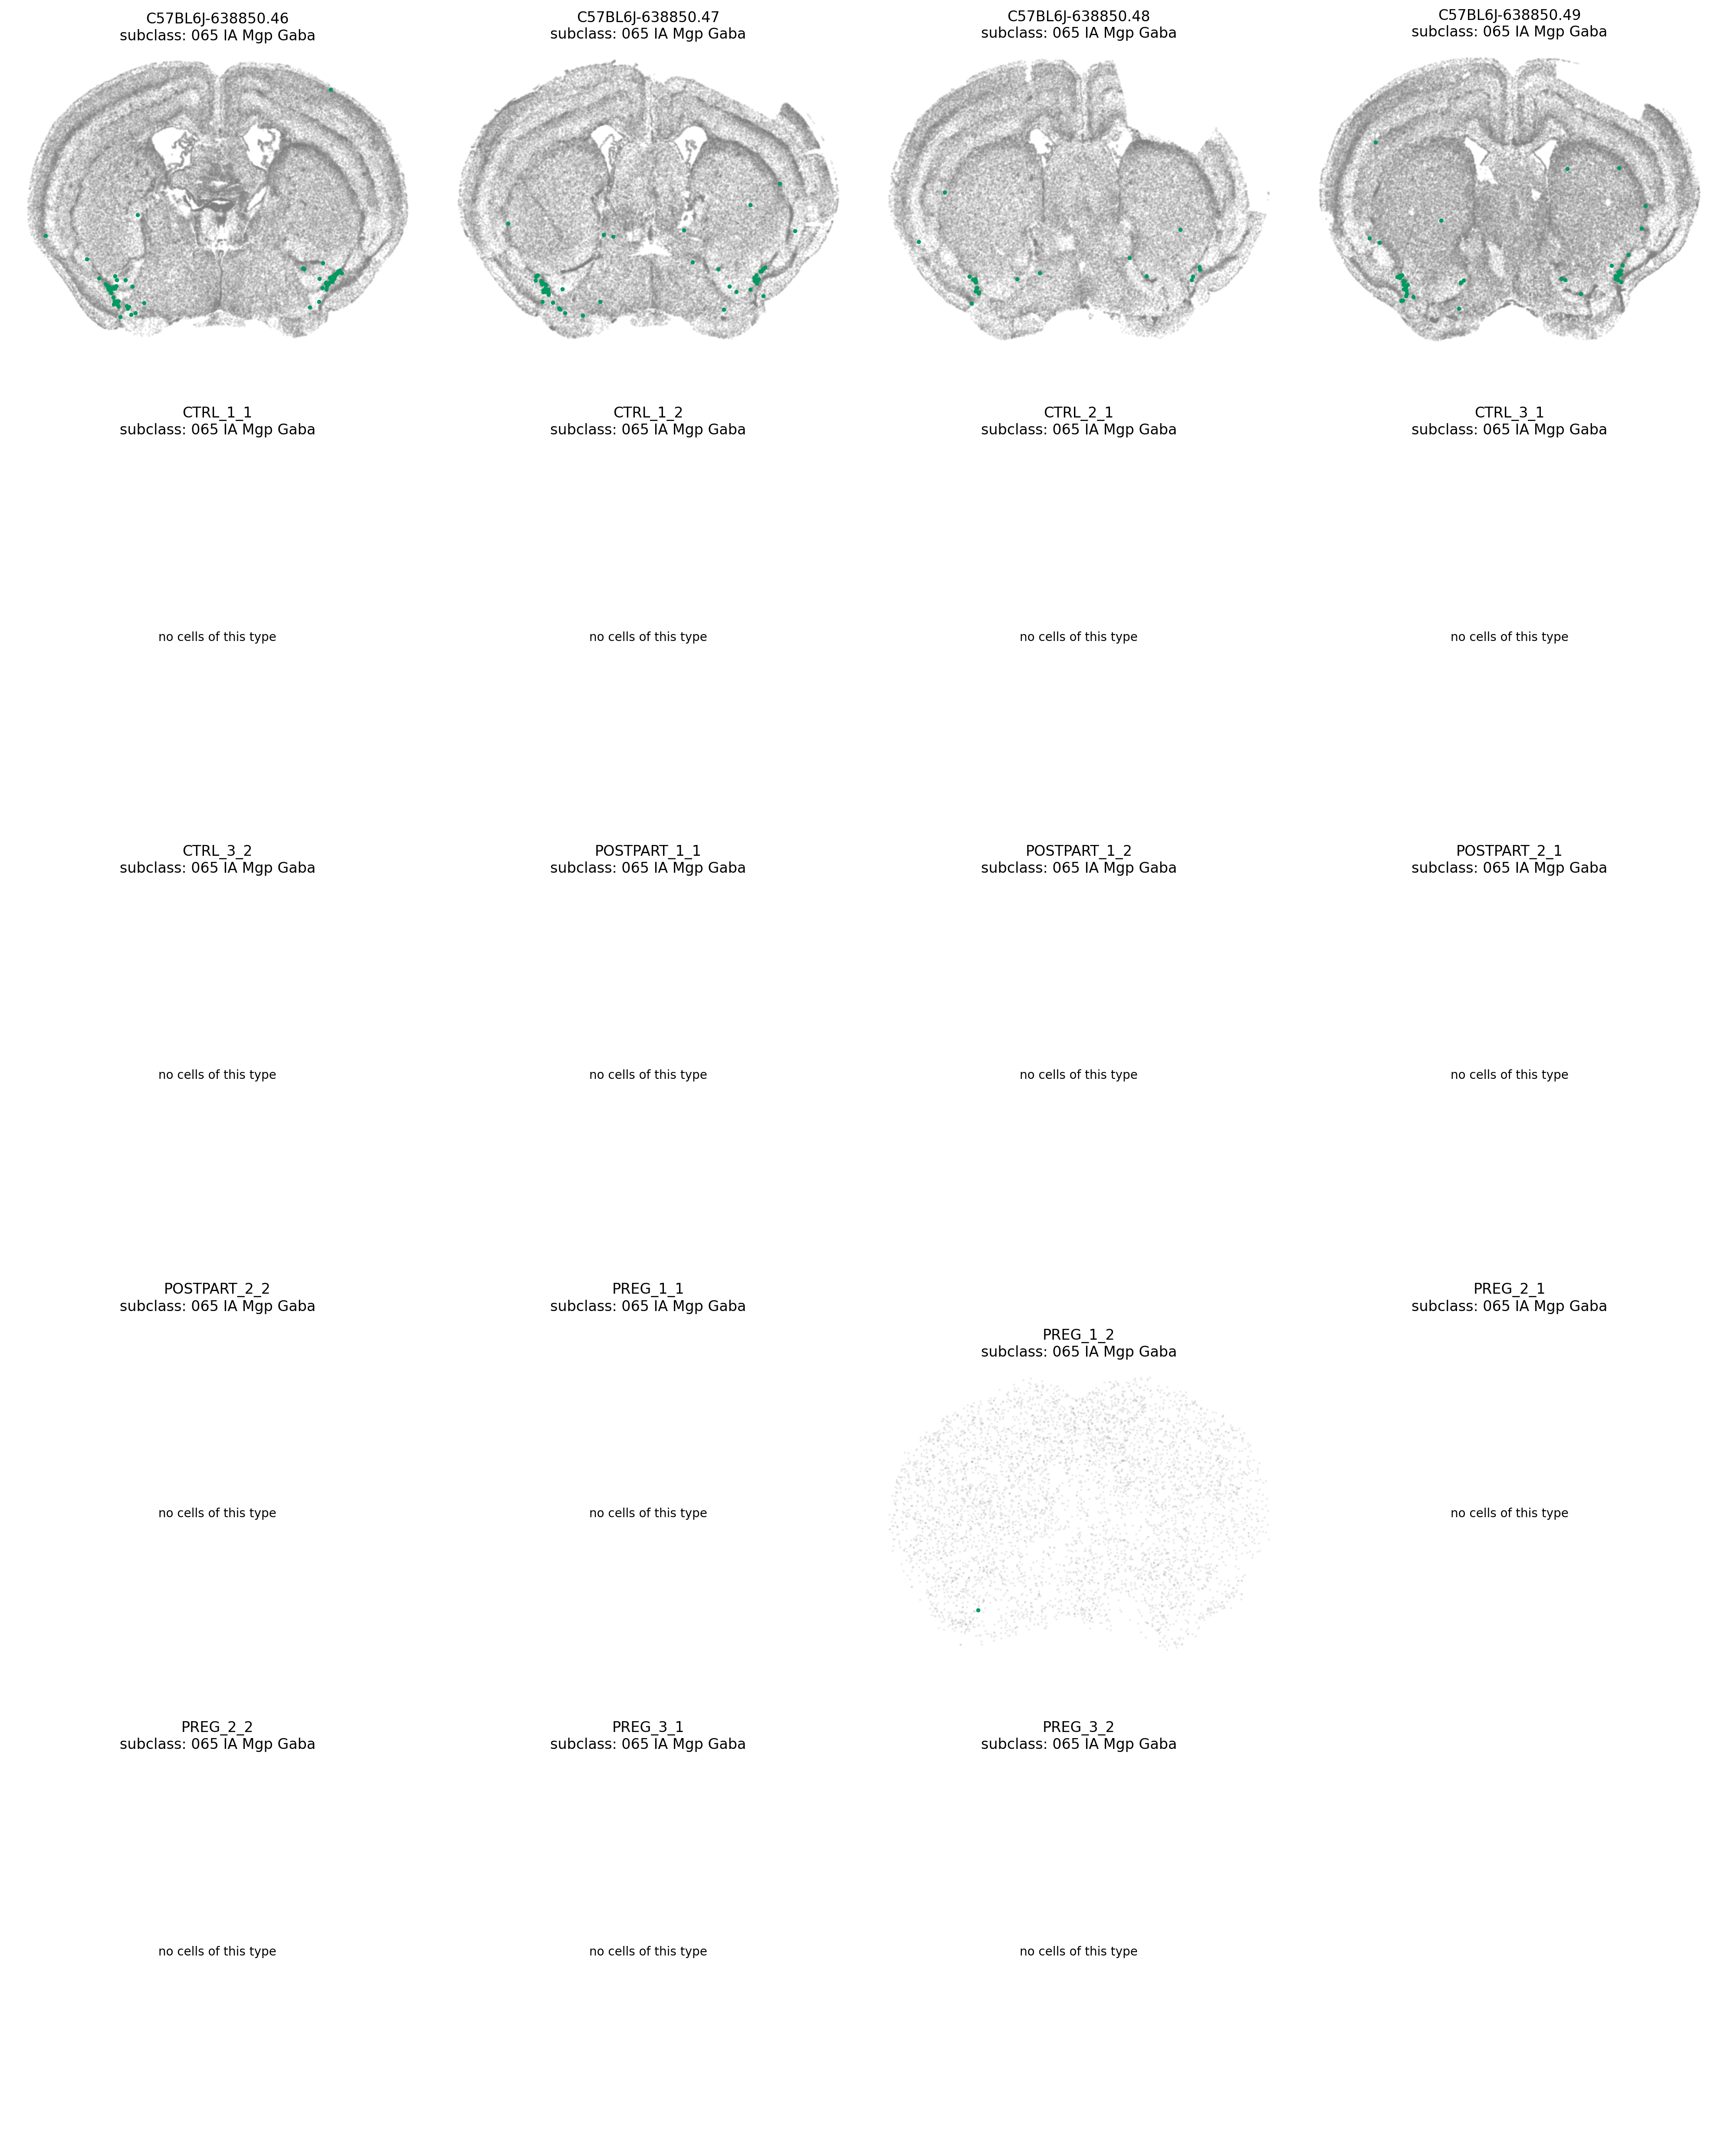 C57BL6J-638850.46
subclass: 065 IA Mgp Gaba
C57BL6J-638850.47
subclass: 065 IA Mgp Gaba
C57BL6J-638850.48
subclass: 065 IA Mgp Gaba
C57BL6J-638850.49
subclass: 065 IA Mgp Gaba
CTRL_1_1
subclass: 065 IA Mgp Gaba
no cells of this type
CTRL_1_2
subclass: 065 IA Mgp Gaba
no cells of this type
CTRL_2_1
subclass: 065 IA Mgp Gaba
no cells of this type
CTRL_3_1
subclass: 065 IA Mgp Gaba
no cells of this type
CTRL_3_2
subclass: 065 IA Mgp Gaba
no cells of this type
POSTPART_1_1
subclass: 065 IA Mgp Gaba
no cells of this type
POSTPART_1_2
subclass: 065 IA Mgp Gaba
no cells of this type
POSTPART_2_1
subclass: 065 IA Mgp Gaba
no cells of this type
POSTPART_2_2
subclass: 065 IA Mgp Gaba
no cells of this type
PREG_1_1
subclass: 065 IA Mgp Gaba
no cells of this type
PREG_1_2
subclass: 065 IA Mgp Gaba
PREG_2_1
subclass: 065 IA Mgp Gaba
no cells of this type
PREG_2_2
subclass: 065 IA Mgp Gaba
no cells of this type
PREG_3_1
subclass: 065 IA Mgp Gaba
no cells of this type
PREG_3_2
subclass: 065 IA Mgp Gaba
no cells of this type